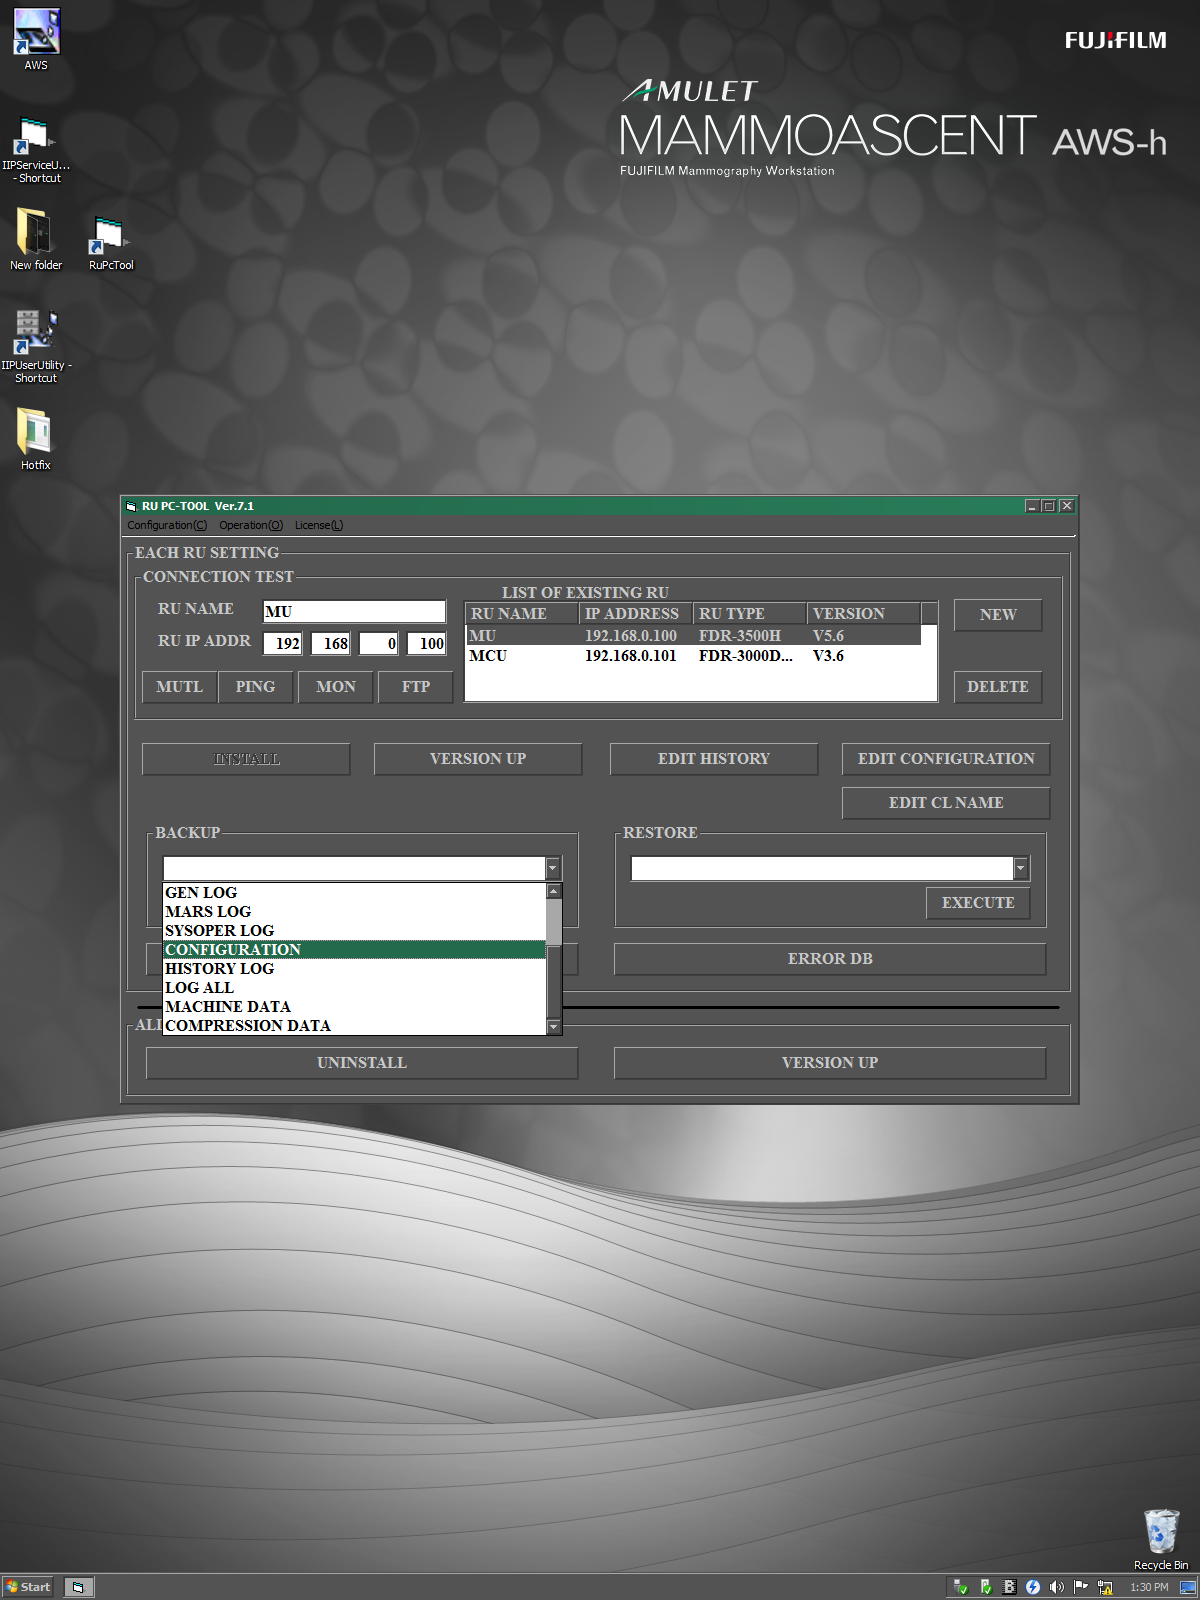 AWS
FUJIFILM
AMULET
MAMMOASCENT AWS-h
FUJIFILM Mammography Workstation
IIPServiceU...
- Shortcut
New folder
RuPcTool
IIPUserUtility -
Shortcut
Hotfix
RU PC-TOOL Ver.7.1
Configuration(C) Operation(O) License(L)
EACH RU SETTING
CONNECTION TEST
LIST OF EXISTING RU
RU NAME MU
RU NAME IP ADDRESS RU TYPE VERSION
NEW
MU 192.168.0.100 FDR-3500H V5.6
RU IP ADDR 192 168 0 100
MCU 192.168.0.101 FDR-3000D... V3.6
MUTL PING MON FTP
DELETE
INSTALL VERSION UP EDIT HISTORY EDIT CONFIGURATION
EDIT CL NAME
BACKUP
RESTORE
GEN LOG
MARS LOG
SYSOPER LOG
CONFIGURATION
HISTORY LOG
LOG ALL
MACHINE DATA
COMPRESSION DATA
EXECUTE
ERROR DB
ALL
UNINSTALL VERSION UP
Recycle Bin
Start
1:30 PM